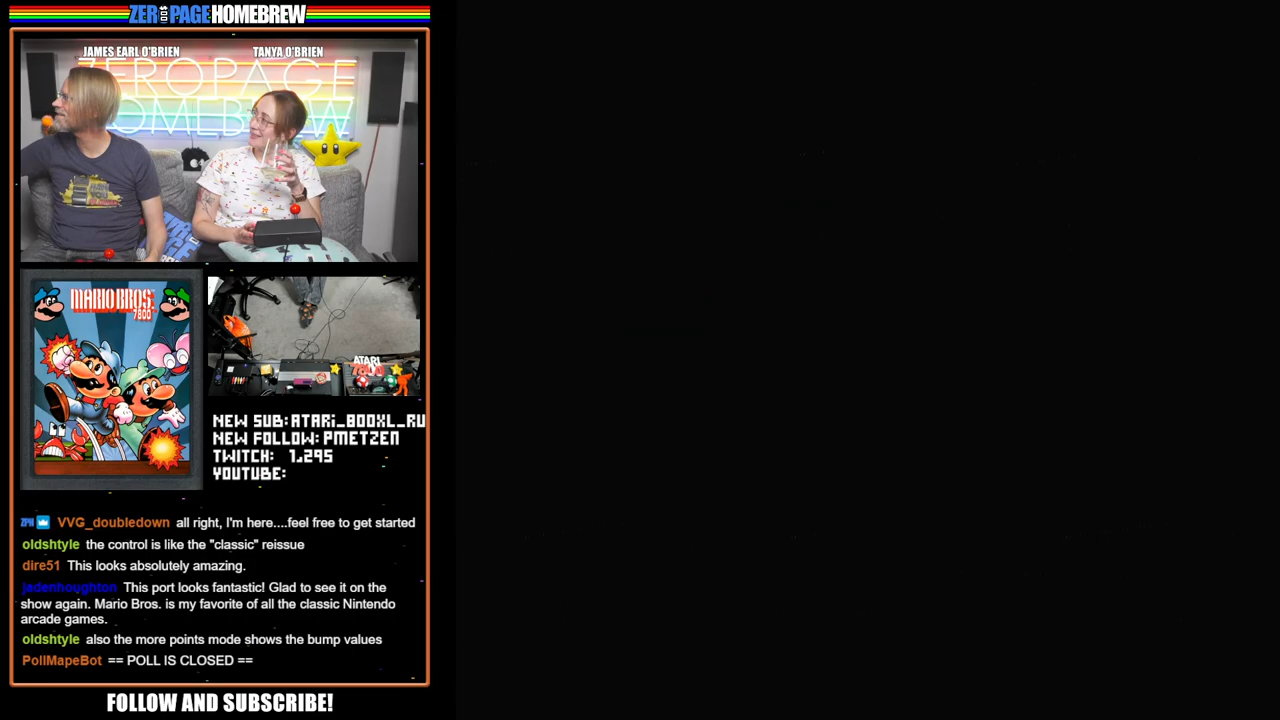 ZEROPAGE HOMEBREW
JAMES EARL O'BRIEN
TANYA O'BRIEN
ZEROPAGE
HOMEBREW
MARIO BROS.
7800
ATARI
NEW SUB: ATARI_800XL_RU
NEW FOLLOW: PMETZEN
TWITCH: 1,295
YOUTUBE:
VVG_doubledown all right, I'm here....feel free to get started
oldshtyle the control is like the "classic" reissue
dire51 This looks absolutely amazing.
jadenhoughton This port looks fantastic! Glad to see it on the
show again. Mario Bros. is my favorite of all the classic Nintendo
arcade games.
oldshtyle also the more points mode shows the bump values
PollMapeBot == POLL IS CLOSED ==
FOLLOW AND SUBSCRIBE!